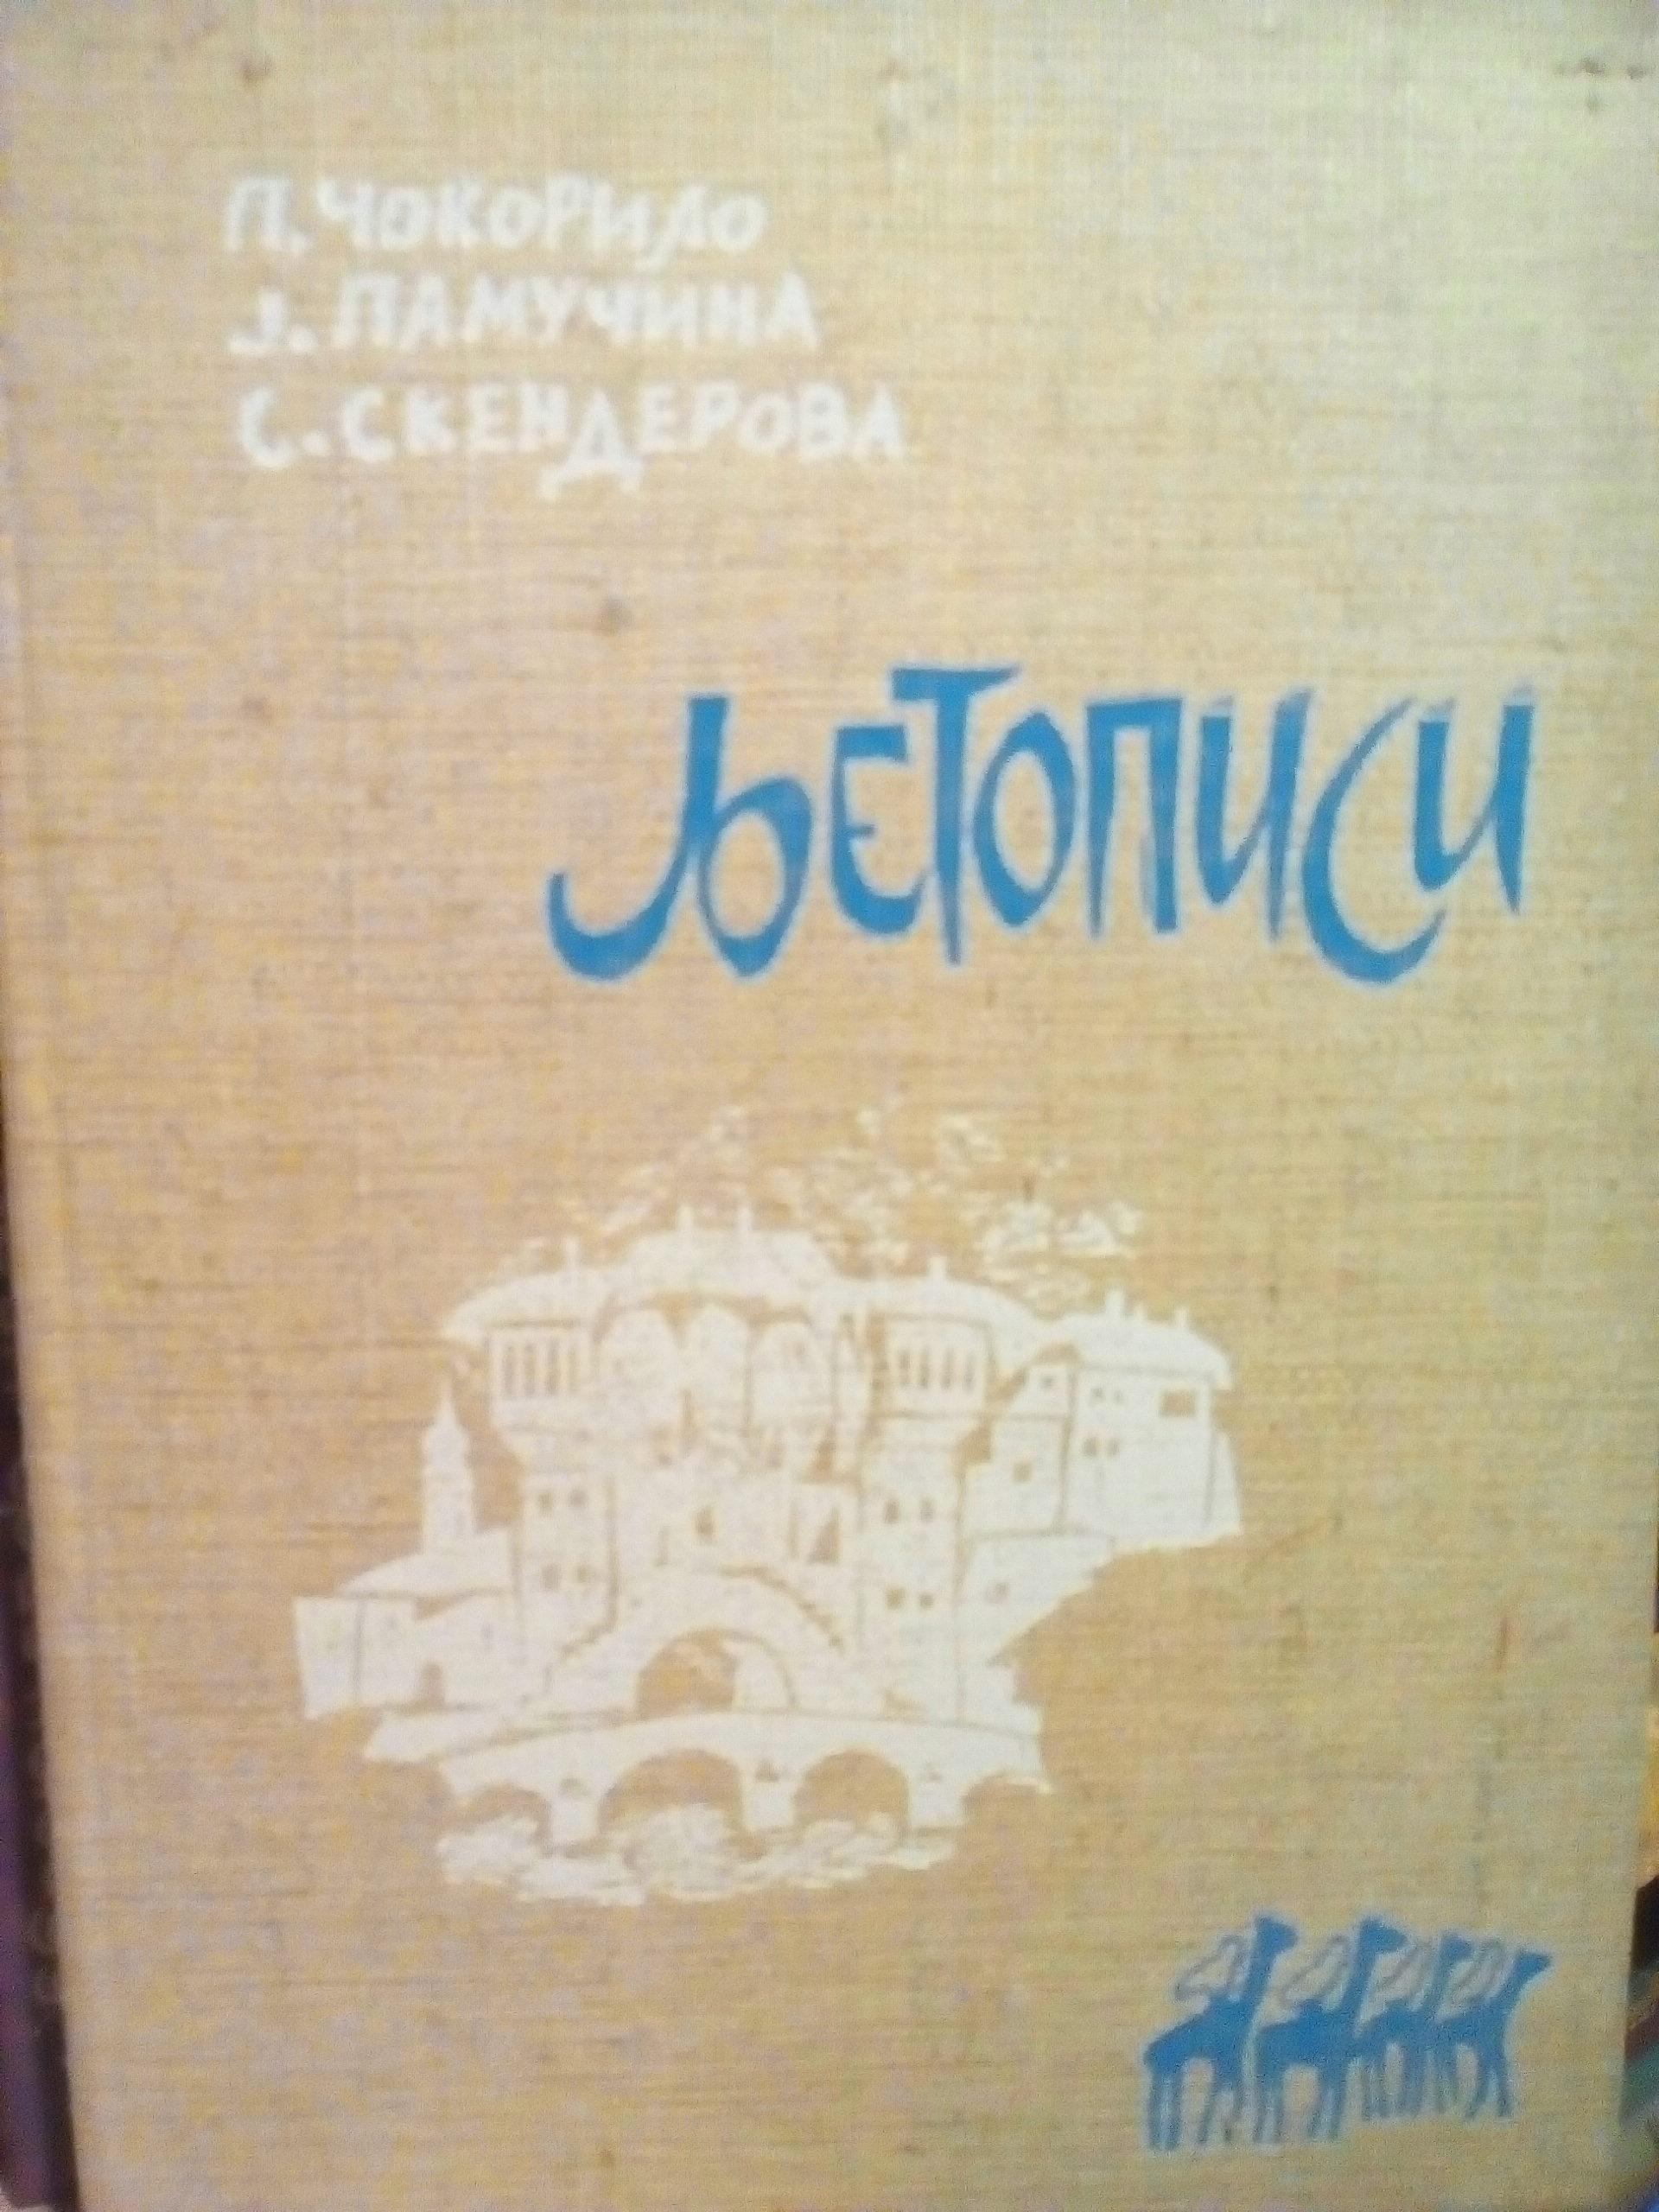 П. ЧОКОРИЛО
Ј. ПАМУЧИНА
С. СКЕНДЕРОВА
ЉЕТОПИСИ